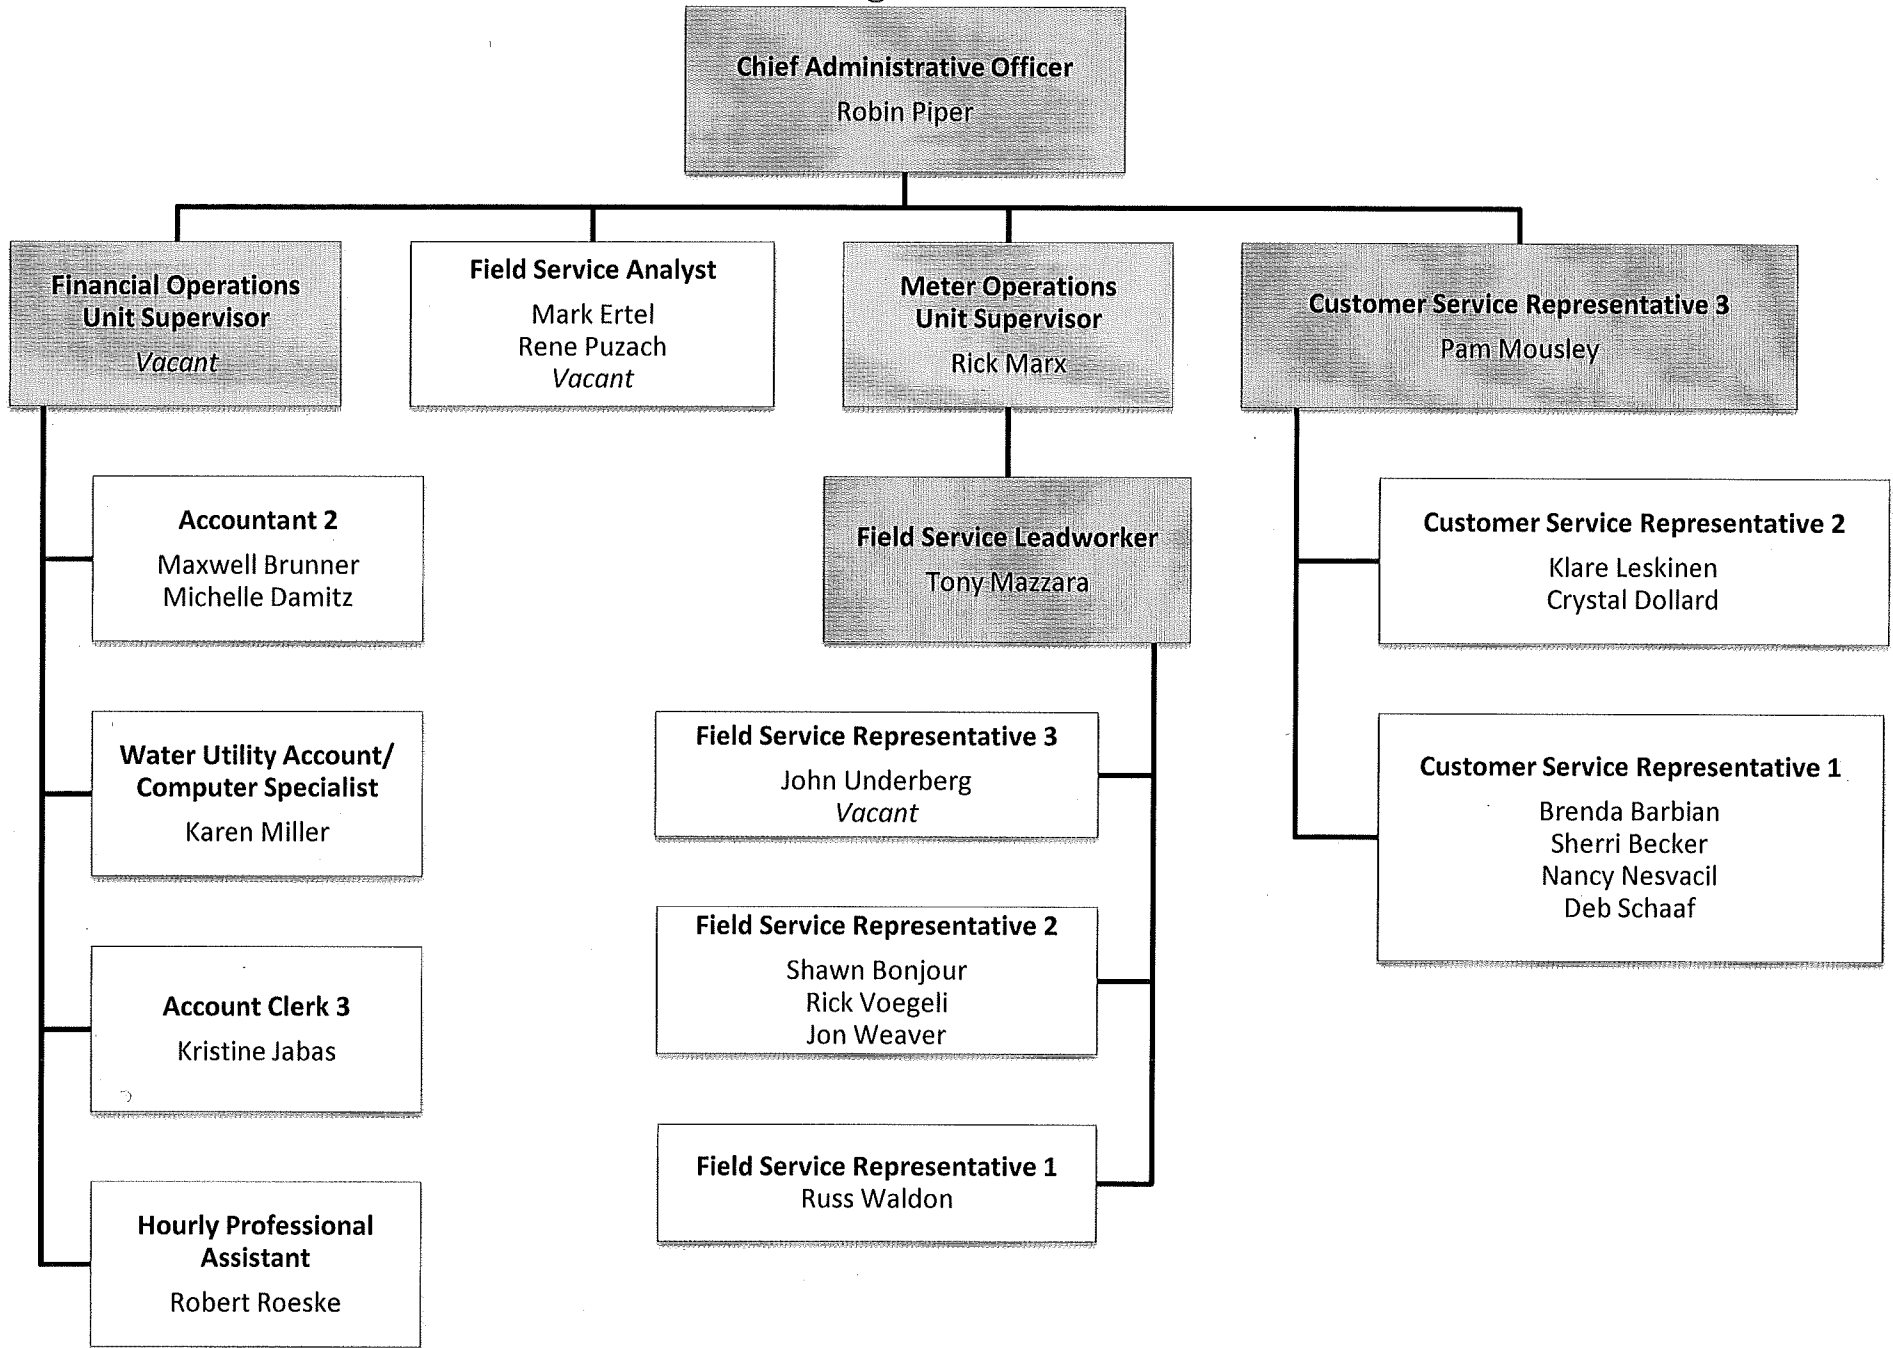 Chief Administrative Officer
Robin Piper
Financial Operations
Unit Supervisor
Vacant
Field Service Analyst
Mark Ertel
Rene Puzach
Vacant
Meter Operations
Unit Supervisor
Rick Marx
Customer Service Representative 3
Pam Mousley
Accountant 2
Maxwell Brunner
Michelle Damitz
Water Utility Account/
Computer Specialist
Karen Miller
Account Clerk 3
Kristine Jabas
Hourly Professional
Assistant
Robert Roeske
Field Service Leadworker
Tony Mazzara
Field Service Representative 3
John Underberg
Vacant
Field Service Representative 2
Shawn Bonjour
Rick Voegeli
Jon Weaver
Field Service Representative 1
Russ Waldon
Customer Service Representative 2
Klare Leskinen
Crystal Dollard
Customer Service Representative 1
Brenda Barbian
Sherri Becker
Nancy Nesvacil
Deb Schaaf